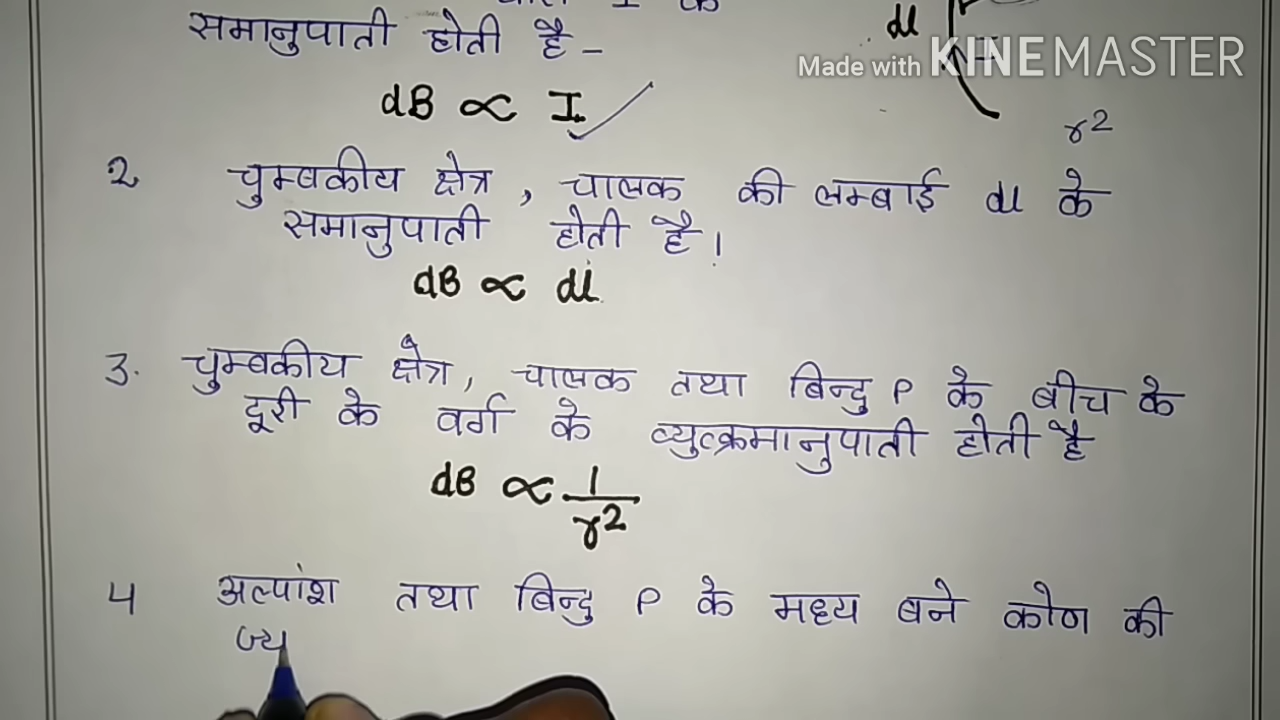 समानुपाती होती है -
dl
Made with KINEMASTER
dB ∝ I
r²
2 चुम्बकीय क्षेत्र, चालक की लम्बाई dl के
समानुपाती होती है।
dB ∝ dl
3. चुम्बकीय क्षेत्र, चालक तथा बिन्दु P के बीच के
दूरी के वर्ग के व्युत्क्रमानुपाती होती है
dB ∝ 1/r²
4 अल्पांश तथा बिन्दु P के मध्य बने कोण की
ज्य